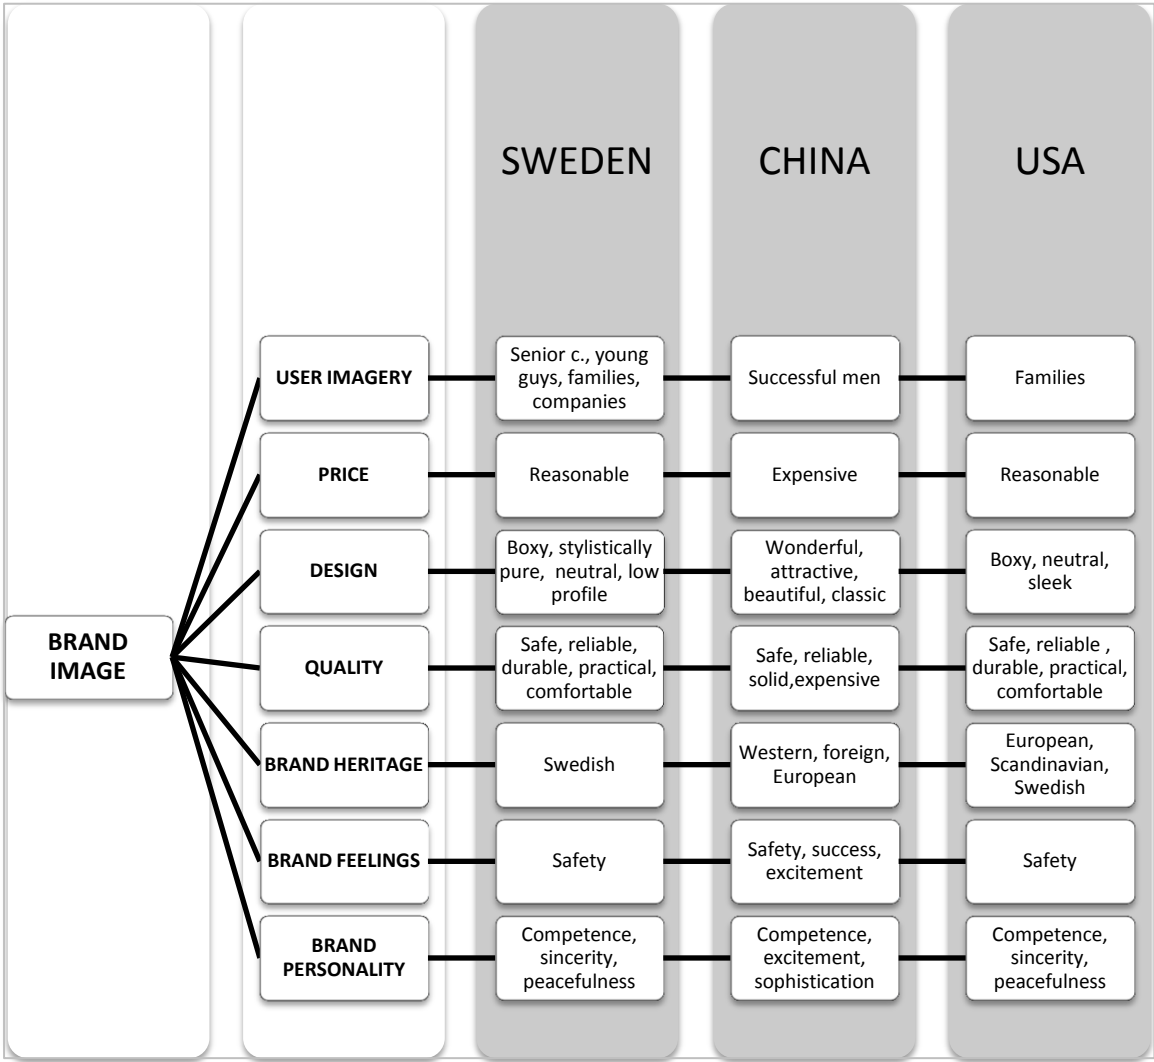 SWEDEN
CHINA
USA
BRAND
IMAGE
USER IMAGERY
Senior c., young
guys, families,
companies
Successful men
Families
PRICE
Reasonable
Expensive
Reasonable
DESIGN
Boxy, stylistically
pure, neutral, low
profile
Wonderful,
attractive,
beautiful, classic
Boxy, neutral,
sleek
QUALITY
Safe, reliable,
durable, practical,
comfortable
Safe, reliable,
solid,expensive
Safe, reliable ,
durable, practical,
comfortable
BRAND HERITAGE
Swedish
Western, foreign,
European
European,
Scandinavian,
Swedish
BRAND FEELINGS
Safety
Safety, success,
excitement
Safety
BRAND
PERSONALITY
Competence,
sincerity,
peacefulness
Competence,
excitement,
sophistication
Competence,
sincerity,
peacefulness